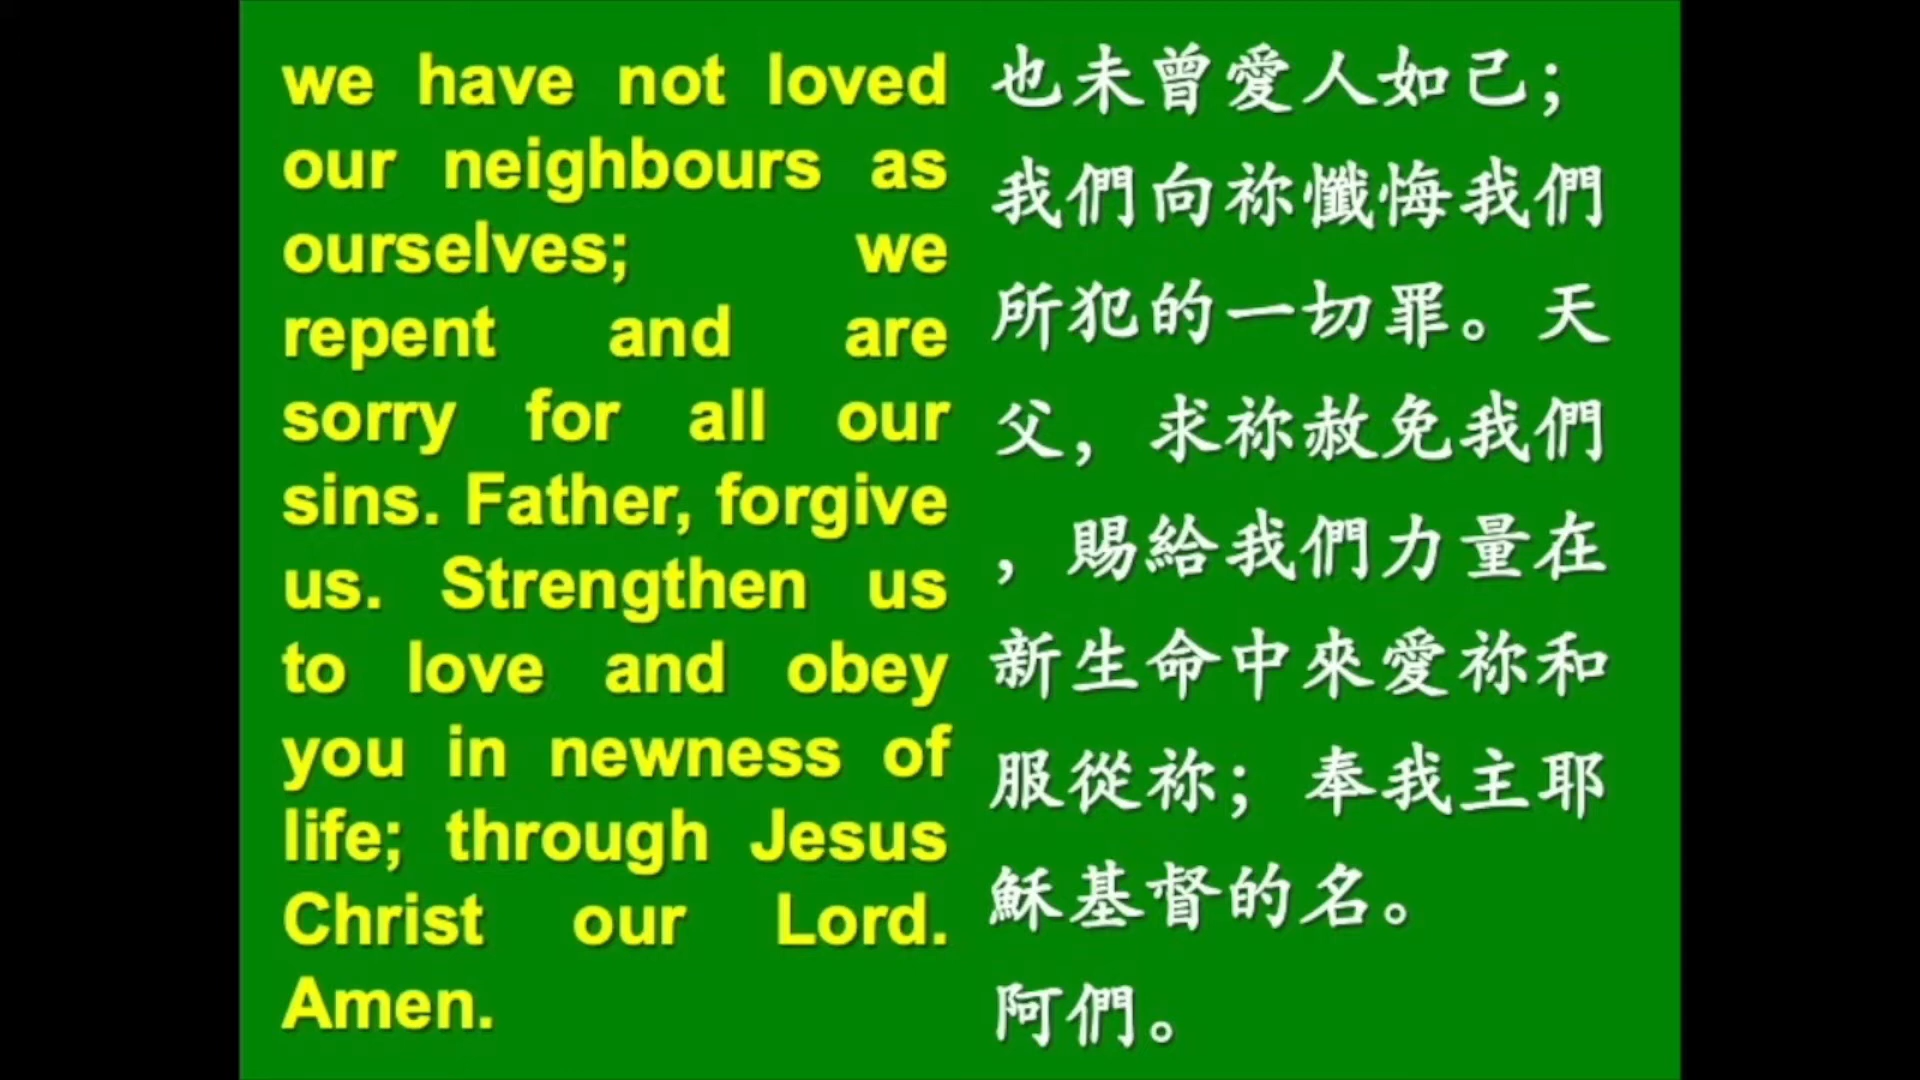 we have not loved
our neighbours as
ourselves; we
repent and are
sorry for all our
sins. Father, forgive
us. Strengthen us
to love and obey
you in newness of
life; through Jesus
Christ our Lord.
Amen.
也未曾愛人如己；
我們向祢懺悔我們
所犯的一切罪。天
父，求祢赦免我們
，賜給我們力量在
新生命中來愛祢和
服從祢；奉我主耶
穌基督的名。
阿們。